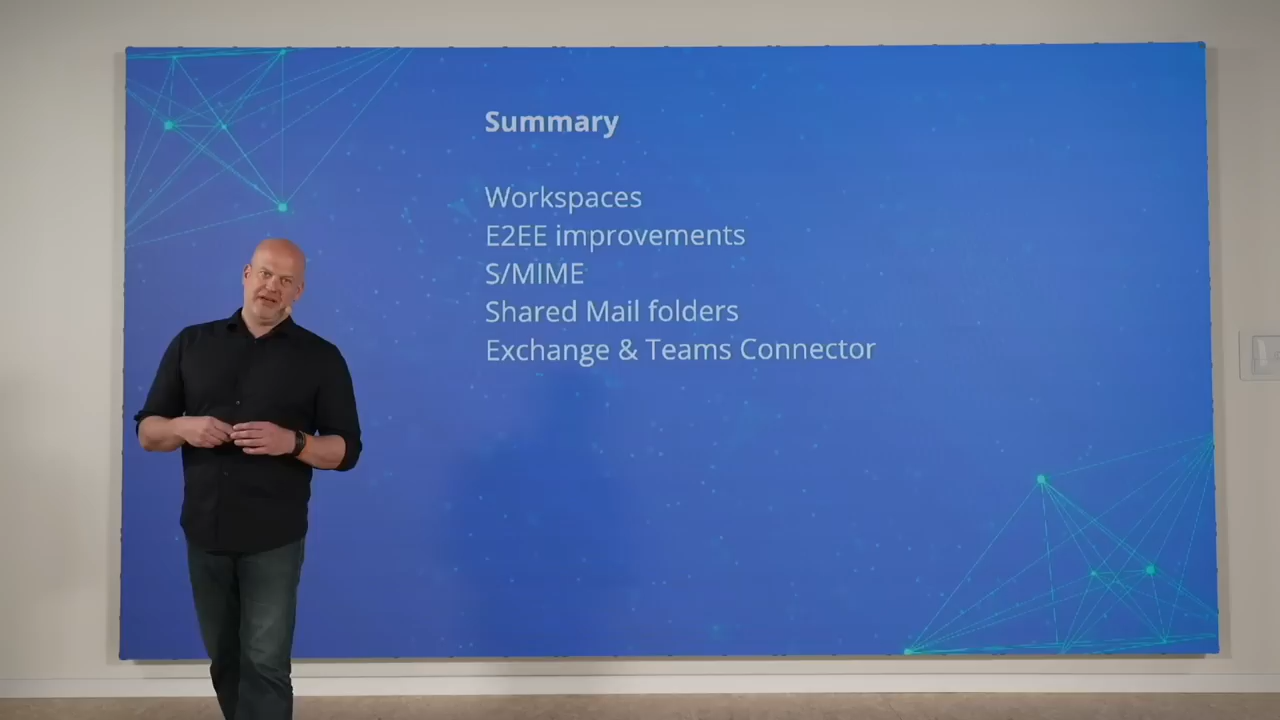 Summary
Workspaces
E2EE improvements
S/MIME
Shared Mail folders
Exchange & Teams Connector